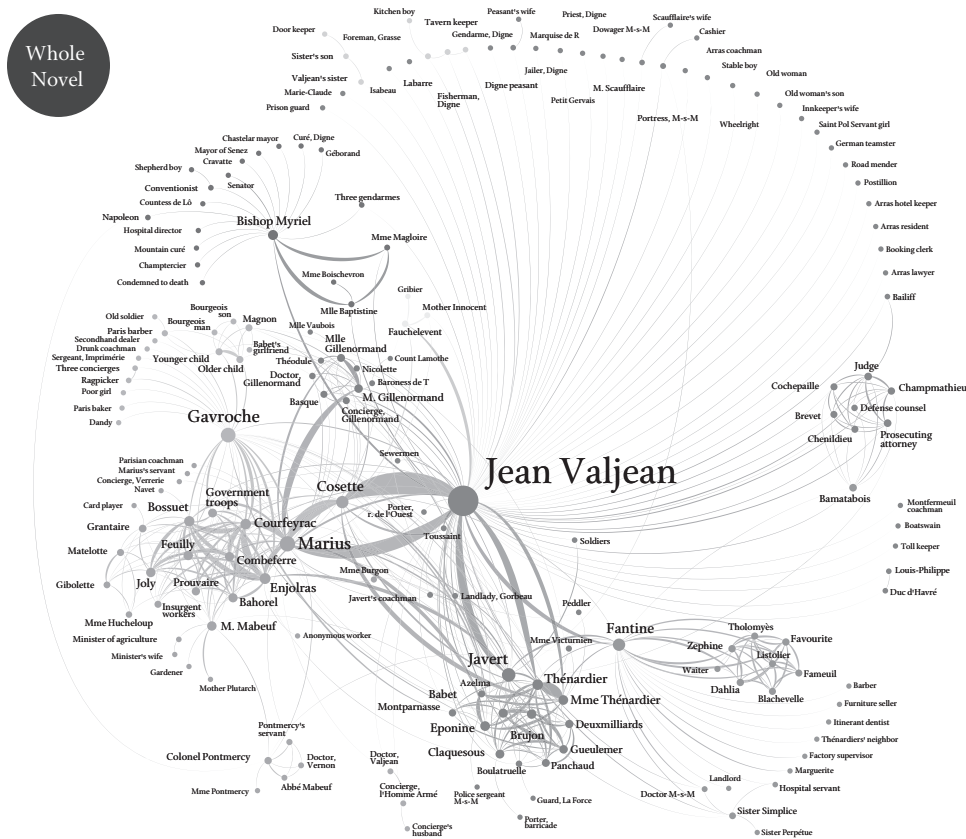 Whole
Novel
Kitchen boy
Peasant's wife
Priest, Digne
Scaufflaire's wife
Door keeper
Tavern keeper
Foreman, Grasse
Gendarme, Digne
Marquise de R
Dowager M-s-M
Cashier
Sister's son
Arras coachman
Stable boy
Valjean's sister
Jailer, Digne
Old woman
Marie-Claude
Isabeau
Labarre
Digne peasant
M. Scaufflaire
Old woman's son
Prison guard
Fisherman,
Digne
Petit Gervais
Innkeeper's wife
Portress, M-s-M
Wheelright
Saint Pol Servant girl
German teamster
Chastelar mayor
Curé, Digne
Mayor of Senez
Géborand
Cravatte
Shepherd boy
Senator
Road mender
Conventionist
Postillion
Countess de Lô
Three gendarmes
Arras hotel keeper
Napoleon
Bishop Myriel
Hospital director
Arras resident
Mme Magloire
Mountain curé
Booking clerk
Champtercier
Mme Boischevron
Arras lawyer
Condemned to death
Gribier
Bailiff
Mlle Baptistine
Mother Innocent
Old soldier
Bourgeois
son
Magnon
Mlle Vaubois
Fauchelevent
Paris barber
Bourgeois
man
Secondhand dealer
Drunk coachman
Babet's
girlfriend
Mlle
Gillenormand
Sergeant, Imprimérie
Younger child
Théodule
Count Lamothe
Three concierges
Older child
Nicolette
Judge
Ragpicker
Doctor,
Gillenormand
Baroness de T
Cochepaille
Champmathieu
Poor girl
Basque
M. Gillenormand
Paris baker
Gavroche
Concierge,
Gillenormand
Brevet
Defense counsel
Dandy
Chenildieu
Prosecuting
attorney
Sewermen
Parisian coachman
Jean Valjean
Marius's servant
Concierge, Verrerie
Cosette
Navet
Government
troops
Bamatabois
Card player
Bossuet
Porter,
r. de l'Ouest
Montfermeuil
coachman
Grantaire
Courfeyrac
Boatswain
Toussaint
Feuilly
Marius
Soldiers
Matelotte
Combeferre
Toll keeper
Mme Burgon
Louis-Philippe
Gibolette
Joly
Prouvaire
Enjolras
Duc d'Havré
Javert's coachman
Landlady, Gorbeau
Bahorel
Peddler
Insurgent
workers
Mme Hucheloup
M. Mabeuf
Fantine
Tholomyès
Minister of agriculture
Anonymous worker
Mme Victurnien
Zephine
Favourite
Minister's wife
Listolier
Javert
Waiter
Gardener
Fameuil
Thénardier
Mother Plutarch
Azelma
Dahlia
Barber
Babet
Mme Thénardier
Blachevelle
Montparnasse
Furniture seller
Pontmercy's
servant
Eponine
Deuxmilliards
Itinerant dentist
Brujon
Thénardiers' neighbor
Colonel Pontmercy
Claquesous
Gueulemer
Doctor,
Valjean
Factory supervisor
Doctor,
Vernon
Boulatruelle
Panchaud
Marguerite
Abbé Mabeuf
Landlord
Mme Pontmercy
Concierge,
l'Homme Armé
Police sergeant
M-s-M
Guard, La Force
Doctor M-s-M
Hospital servant
Sister Simplice
Concierge's
husband
Porter,
barricade
Sister Perpétue